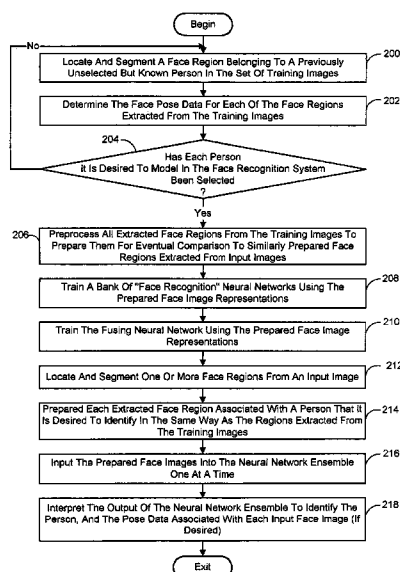 Begin
No
Locate And Segment A Face Region Belonging To A Previously
Unselected But Known Person In The Set Of Training Images
200
Determine The Face Pose Data For Each Of The Face Regions
Extracted From The Training Images
202
204
Has Each Person
it Is Desired To Model In The Face Recognition System
Been Selected
?
Yes
206
Preprocess All Extracted Face Regions From The Training Images To
Prepare Them For Eventual Comparison To Similarly Prepared Face
Regions Extracted From Input Images
208
Train A Bank Of "Face Recognition" Neural Networks Using The
Prepared Face Image Representations
210
Train The Fusing Neural Network Using The Prepared Face Image
Representations
212
Locate And Segment One Or More Face Regions From An Input Image
214
Prepared Each Extracted Face Region Associated With A Person That it Is
Desired To Identify In The Same Way As The Regions Extracted From
The Training Images
216
Input The Prepared Face Images Into The Neural Network Ensemble
One At A Time
218
Interpret The Output Of The Neural Network Ensemble To Identify The
Person, And The Pose Data Associated With Each Input Face Image (If
Desired)
Exit